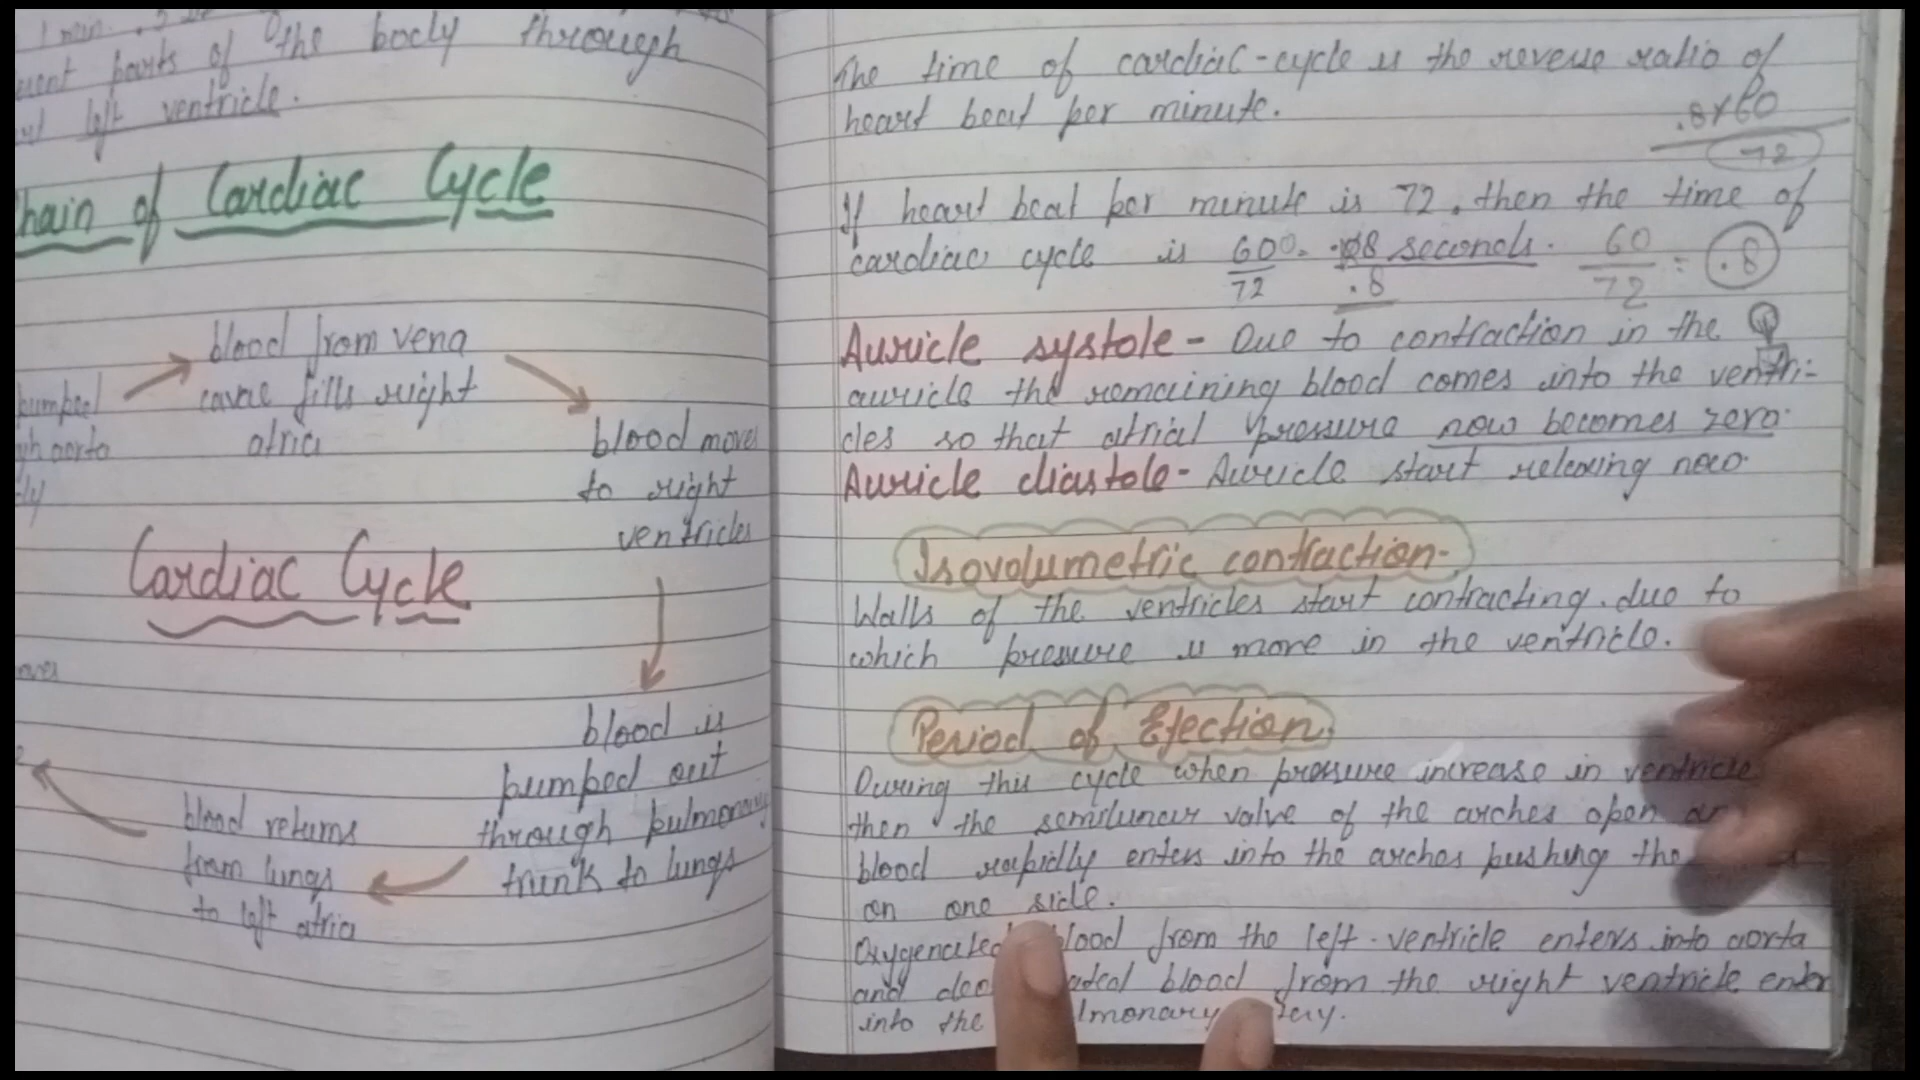 1 min.
parts of the body through
left ventricle.
Chain of Cardiac Cycle
blood from vena
cavae fills right
atria
pumped
aorta
blood moves
to right
ventricles
Cardiac Cycle
blood is
pumped out
through pulmonary
trunk to lungs
blood returns
from lungs
to left atria
The time of cardiac-cycle is the reverse ratio of
heart beat per minute.
.8x60
72
If heart beat per minute is 72. then the time of
cardiac cycle is 600 seconds. 60
72 .8 72 = .8
Auricle systole - Due to contraction in the
auricle the remaining blood comes into the ventri-
cles so that atrial pressure now becomes zero.
Auricle diastole - Auricle start relaxing now.
Isovolumetric contraction.
Walls of the ventricles start contracting. due to
which pressure is more in the ventricle.
Period of Ejection.
During this cycle when pressure increase in ventricle
then the semilunar valve of the arches open
blood rapidly enters into the arches pushing the
on one side.
Oxygenated blood from the left ventricle enters into aorta
and blood from the right ventricle enter
into the